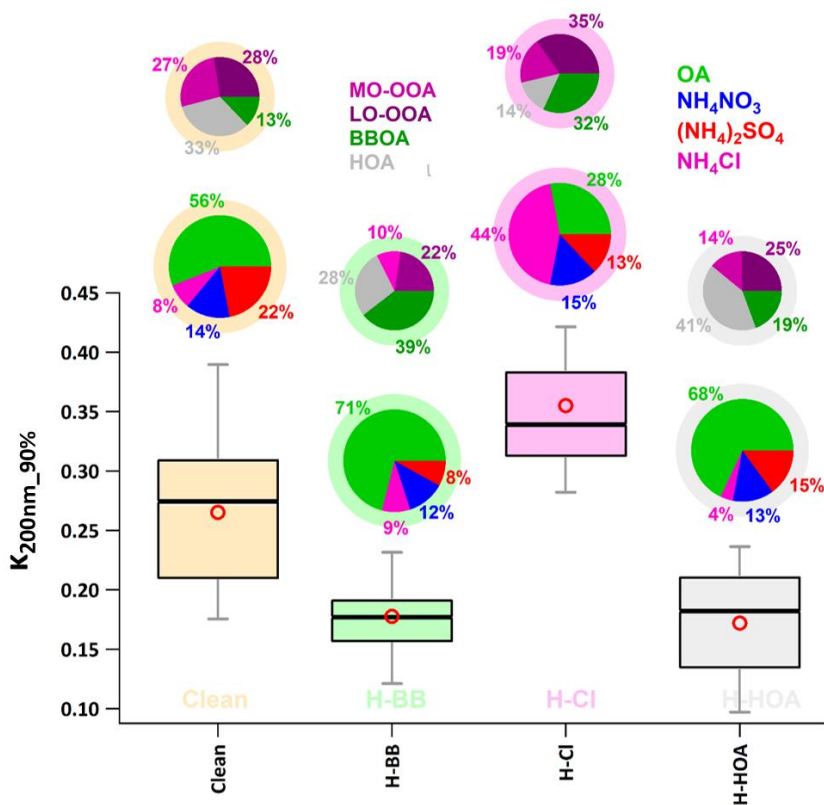 27%
28%
33%
13%
56%
8%
14%
22%
MO-OOA
LO-OOA
BBOA
HOA
10%
22%
28%
39%
71%
8%
12%
9%
35%
19%
14%
32%
28%
44%
13%
15%
OA
NH₄NO₃
(NH₄)₂SO₄
NH₄Cl
14%
25%
41%
19%
68%
15%
4%
13%
K200nm_90%
0.45
0.40
0.35
0.30
0.25
0.20
0.15
0.10
Clean
H-BB
H-Cl
H-HOA
Clean
H-BB
H-Cl
H-HOA